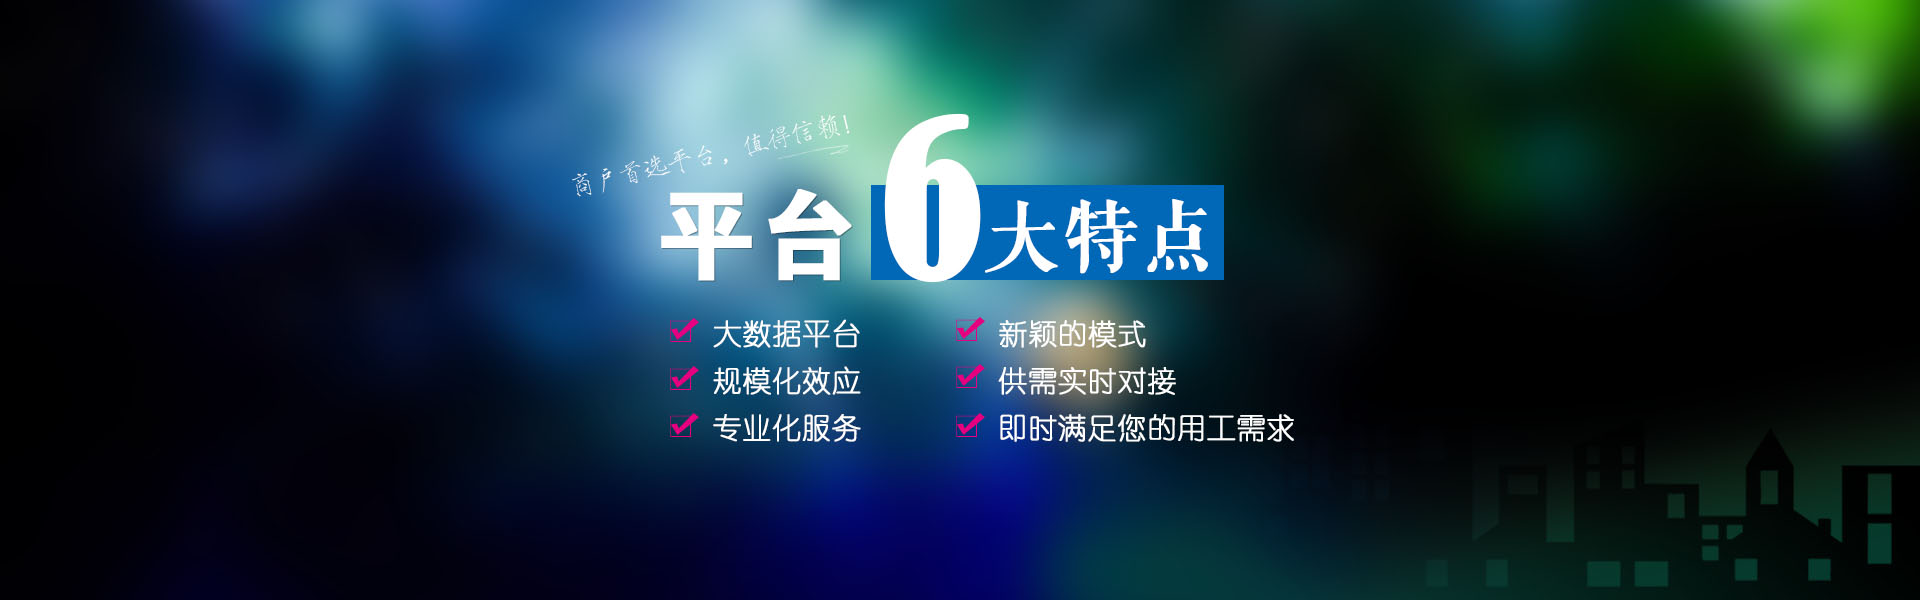 商户首选平台，值得信赖!
平台6大特点
大数据平台
规模化效应
专业化服务
新颖的模式
供需实时对接
即时满足您的用工需求